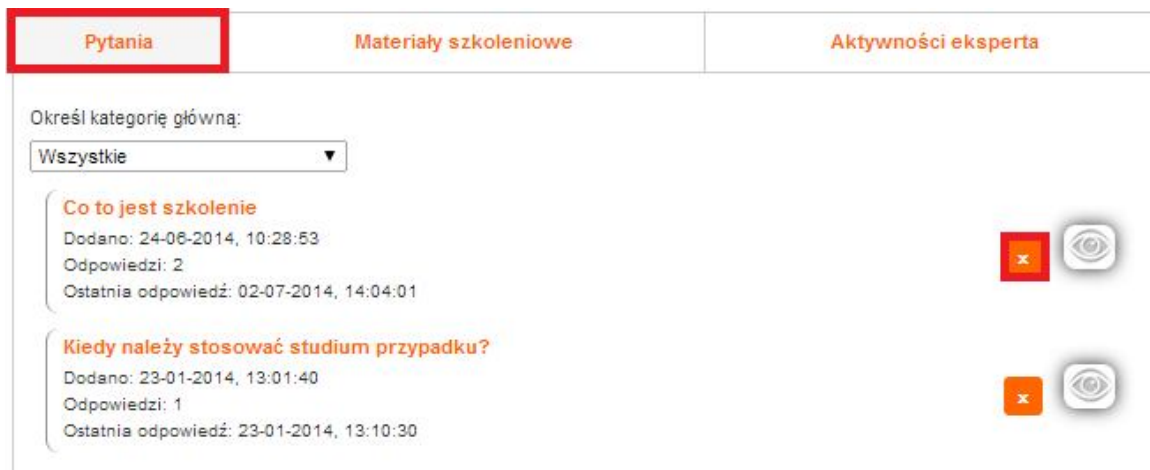 Pytania
Materiały szkoleniowe
Aktywności eksperta
Określ kategorię główną:
Wszystkie
Co to jest szkolenie
Dodano: 24-06-2014, 10:28:53
Odpowiedzi: 2
Ostatnia odpowiedź: 02-07-2014, 14:04:01
x
Kiedy należy stosować studium przypadku?
Dodano: 23-01-2014, 13:01:40
Odpowiedzi: 1
Ostatnia odpowiedź: 23-01-2014, 13:10:30
x